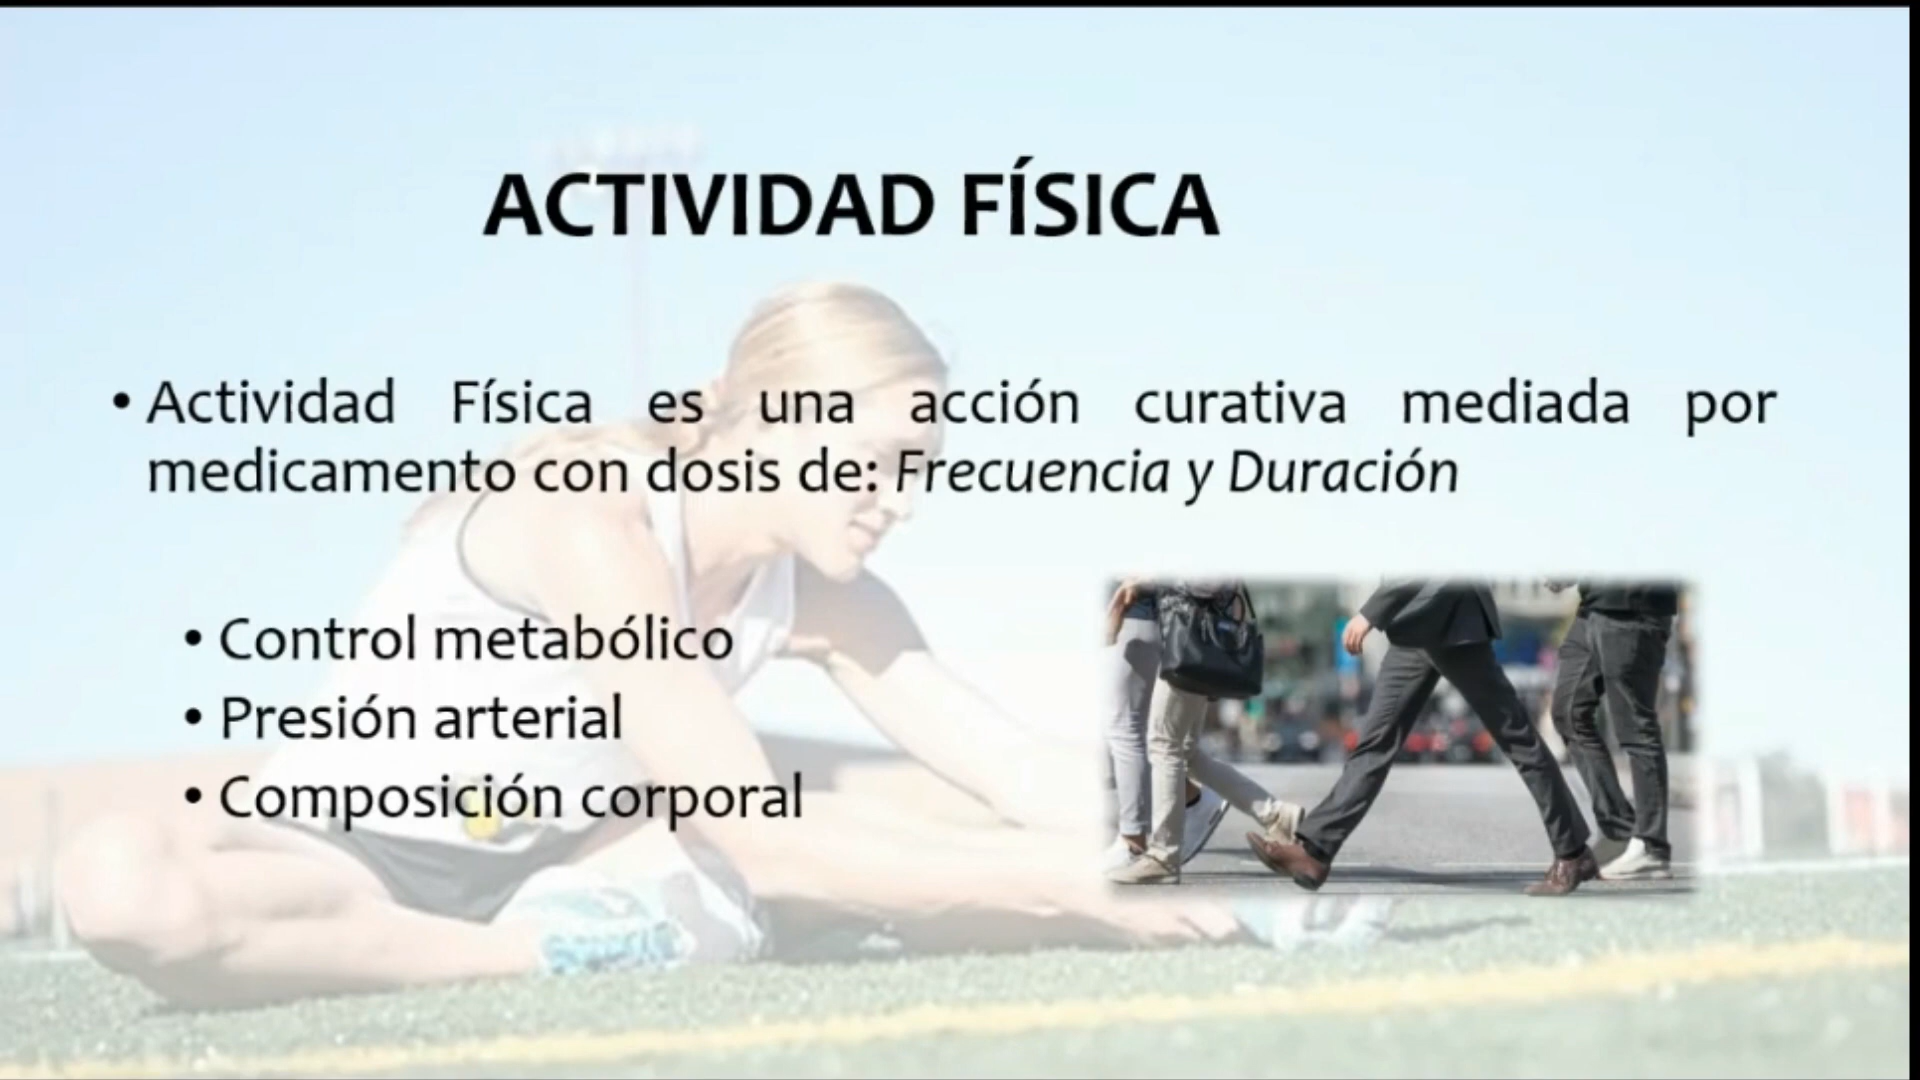 ACTIVIDAD FÍSICA
• Actividad Física es una acción curativa mediada por
medicamento con dosis de: Frecuencia y Duración
• Control metabólico
• Presión arterial
• Composición corporal